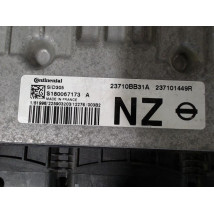 Continental
SID305
S180067173 A
MADE IN FRANCE
23710BB31A 237101449R
NZ